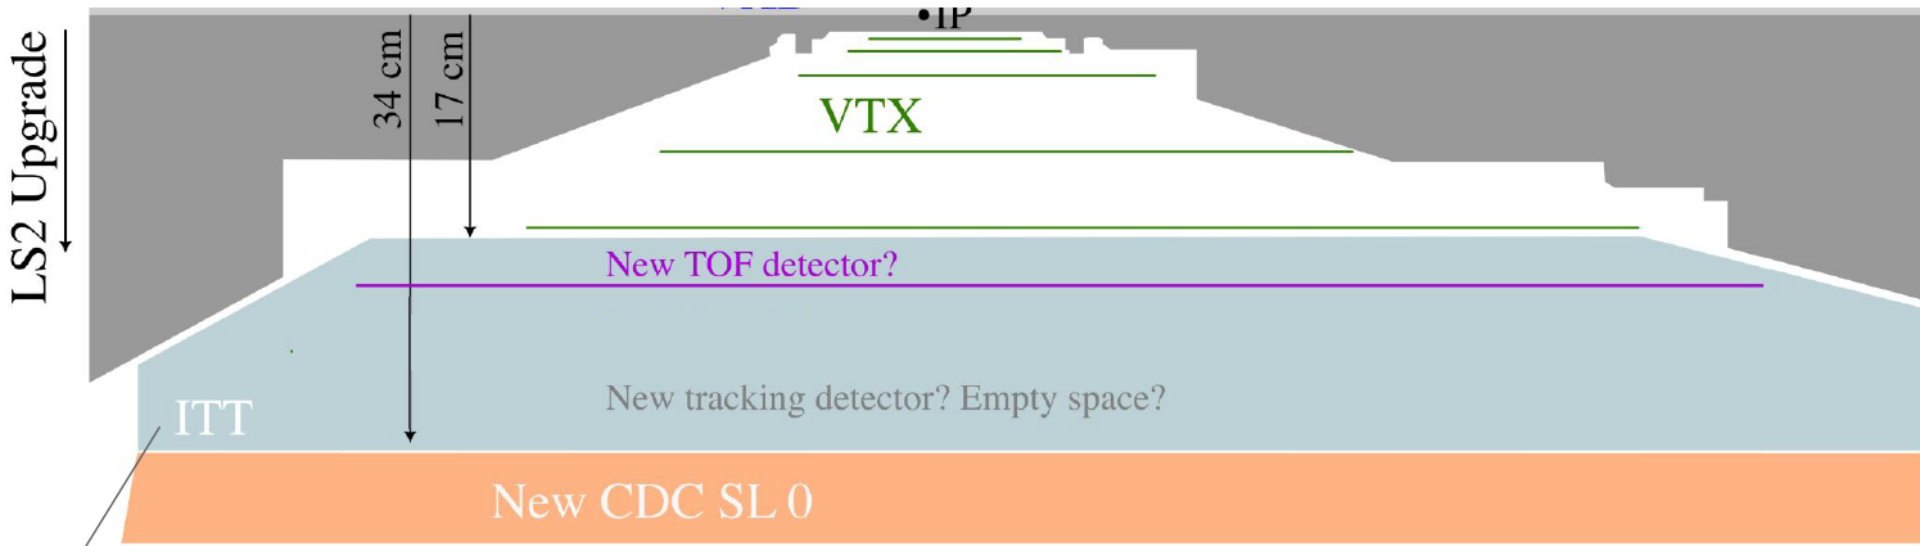 •IP
LS2 Upgrade
34 cm
17 cm
VTX
New TOF detector?
New tracking detector? Empty space?
ITT
New CDC SL 0